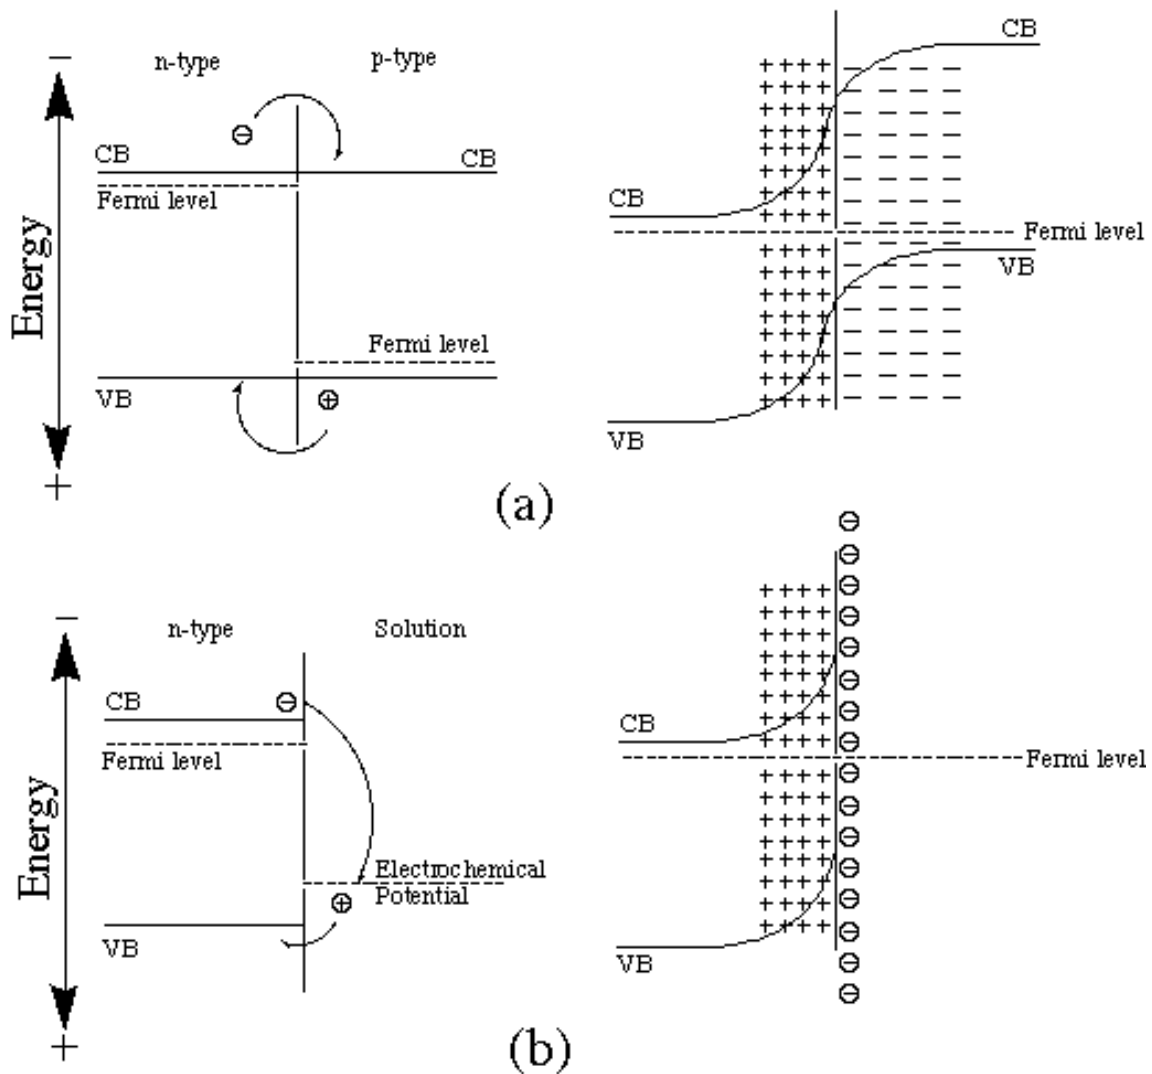 n-type
p-type
CB
CB
CB
Fermi level
CB
Energy
Fermi level
Fermi level
VB
VB
VB
(a)
n-type
Solution
CB
CB
Fermi level
Fermi level
Energy
Electrochemical
Potential
VB
VB
(b)